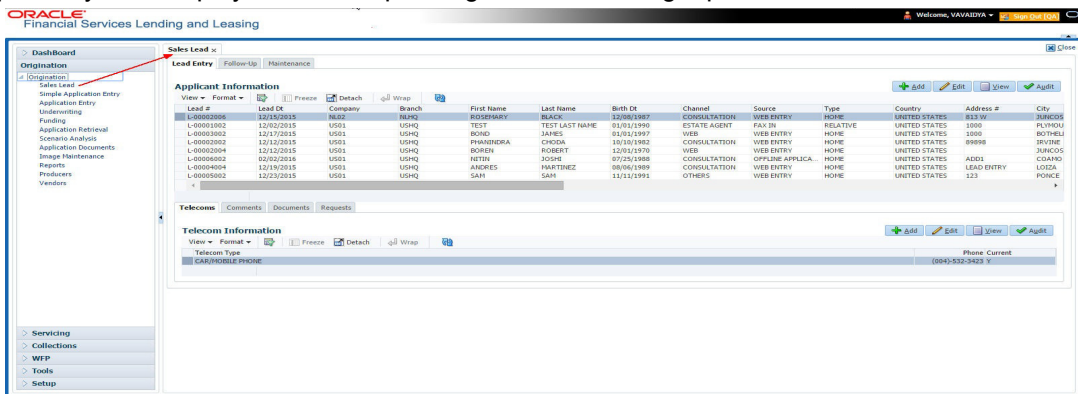 ORACLE
Financial Services Lending and Leasing
Welcome, VAVAIDYA
Sign Out [QA]
Close
DashBoard
Origination
Origination
Sales Lead
Simple Application Entry
Application Entry
Underwriting
Funding
Application Retrieval
Scenario Analysis
Application Documents
Image Maintenance
Reports
Producers
Vendors
Servicing
Collections
WFP
Tools
Setup
Sales Lead x
Lead Entry Follow-Up Maintenance
Applicant Information
Add Edit View Audit
View Format Freeze Detach Wrap
Lead # Lead Dt Company Branch First Name Last Name Birth Dt Channel Source Type Country Address # City
L-00002006 12/15/2015 NL02 NLHQ ROSEMARY BLACK 12/08/1987 CONSULTATION WEB ENTRY HOME UNITED STATES 813 W JUNCOS
L-00001002 12/02/2015 US01 USHQ TEST TEST LAST NAME 01/01/1990 ESTATE AGENT FAX IN RELATIVE UNITED STATES 1000 PLYMOU
L-00003002 12/17/2015 US01 USHQ BOND JAMES 01/01/1997 WEB WEB ENTRY HOME UNITED STATES 1000 BOTHELI
L-00002002 12/12/2015 US01 USHQ PHANINDRA CHODA 10/10/1982 CONSULTATION WEB ENTRY HOME UNITED STATES 89898 IRVINE
L-00002004 12/12/2015 US01 USHQ BOREN ROBERT 12/01/1970 WEB WEB ENTRY HOME UNITED STATES JUNCOS
L-00006002 02/02/2016 US01 USHQ NITIN JOSHI 07/25/1988 CONSULTATION OFFLINE APPLICA... HOME UNITED STATES ADD1 COAMO
L-00004004 12/19/2015 US01 USHQ ANDRES MARTINEZ 08/06/1989 CONSULTATION WEB ENTRY HOME UNITED STATES LEAD ENTRY LOIZA
L-00005002 12/23/2015 US01 USHQ SAM SAM 11/11/1991 OTHERS WEB ENTRY HOME UNITED STATES 123 PONCE
Telecoms Comments Documents Requests
Telecom Information
Add Edit View Audit
View Format Freeze Detach Wrap
Telecom Type Phone Current
CAR/MOBILE PHONE (004)-532-3423 Y